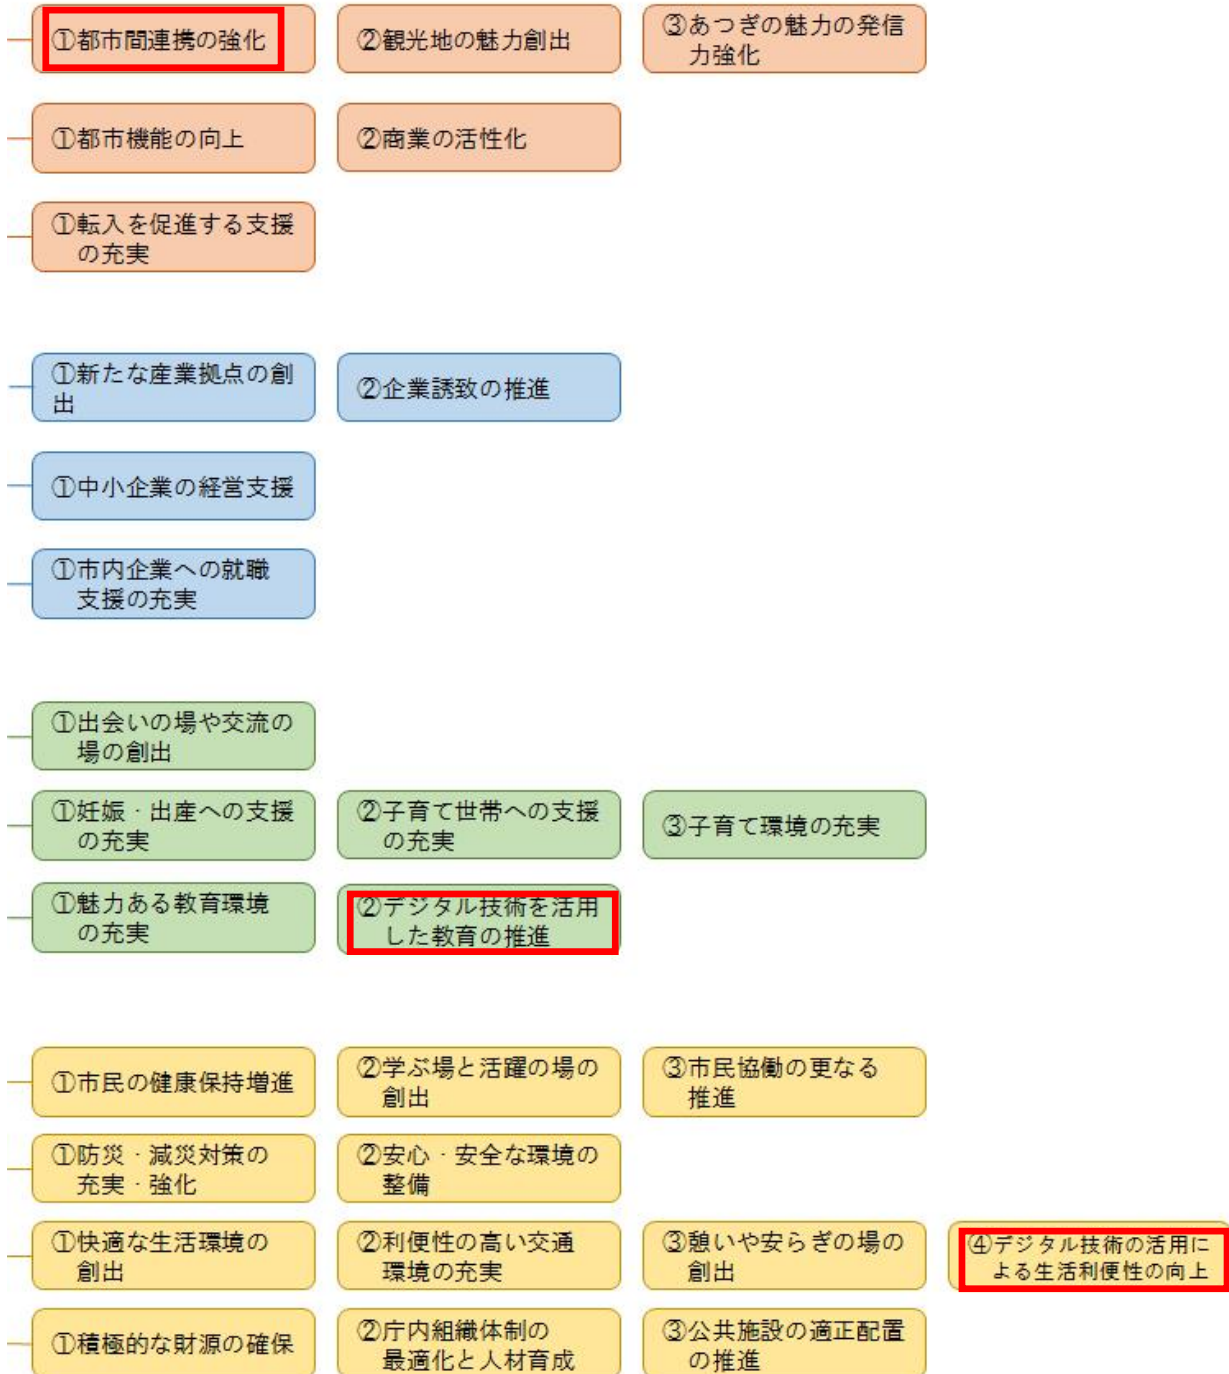 ①都市間連携の強化
②観光地の魅力創出
③あつぎの魅力の発信
力強化
①都市機能の向上
②商業の活性化
①転入を促進する支援
の充実
①新たな産業拠点の創
出
②企業誘致の推進
①中小企業の経営支援
①市内企業への就職
支援の充実
①出会いの場や交流の
場の創出
①妊娠・出産への支援
の充実
②子育て世帯への支援
の充実
③子育て環境の充実
①魅力ある教育環境
の充実
②デジタル技術を活用
した教育の推進
①市民の健康保持増進
②学ぶ場と活躍の場の
創出
③市民協働の更なる
推進
①防災・減災対策の
充実・強化
②安心・安全な環境の
整備
①快適な生活環境の
創出
②利便性の高い交通
環境の充実
③憩いや安らぎの場の
創出
④デジタル技術の活用に
よる生活利便性の向上
①積極的な財源の確保
②庁内組織体制の
最適化と人材育成
③公共施設の適正配置
の推進